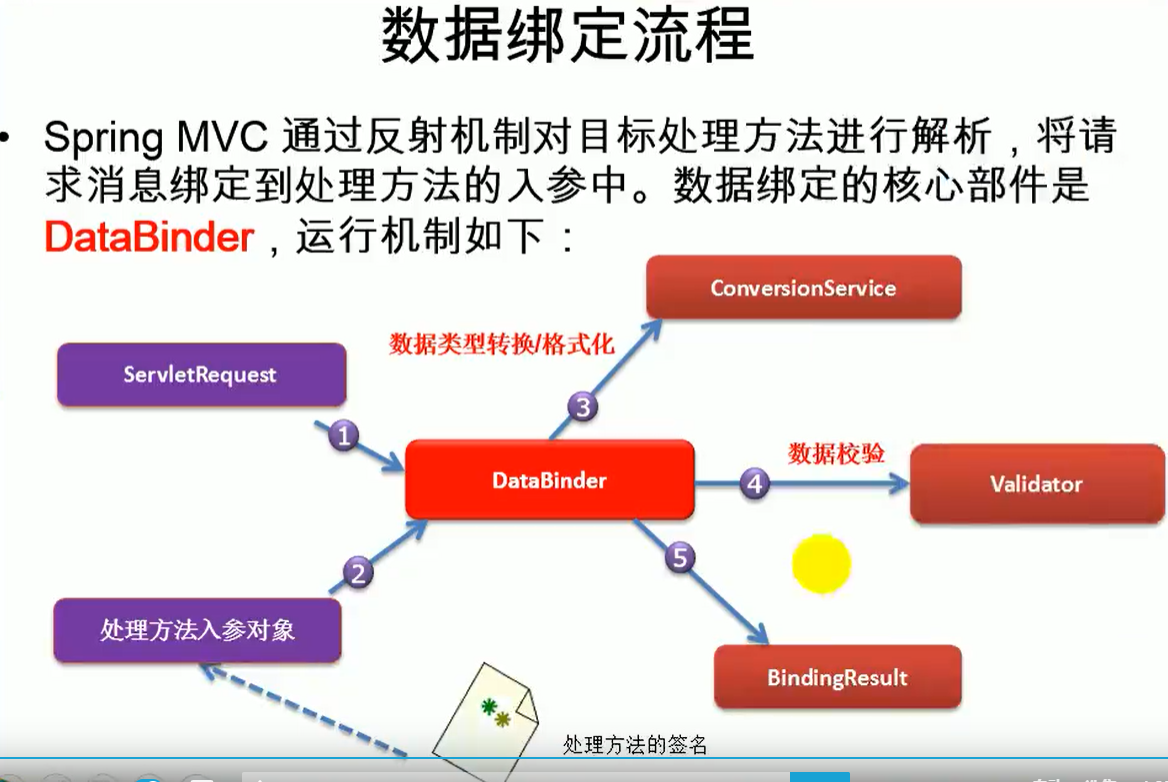 数据绑定流程
• Spring MVC 通过反射机制对目标处理方法进行解析，将请
求消息绑定到处理方法的入参中。数据绑定的核心部件是
DataBinder，运行机制如下：
ConversionService
数据类型转换/格式化
ServletRequest
3
1
数据校验
DataBinder
4
Validator
5
2
处理方法入参对象
BindingResult
处理方法的签名